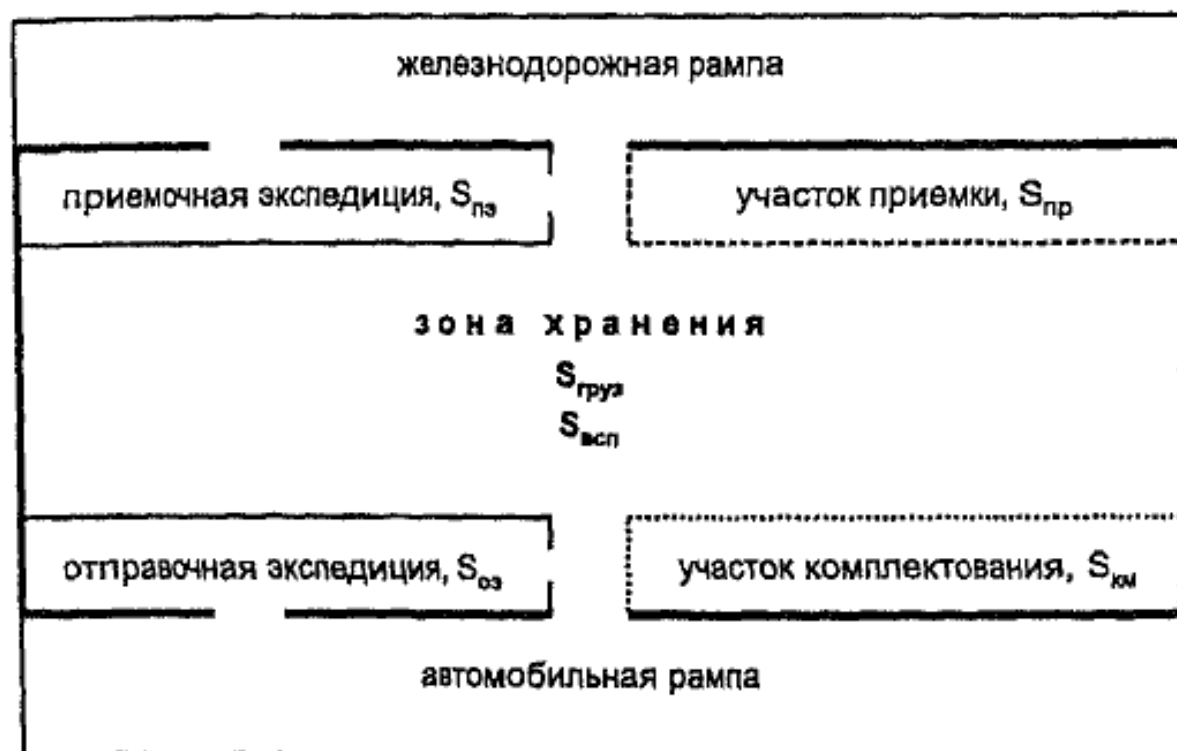 железнодорожная рампа
приемочная экспедиция, Sпэ
участок приемки, Sпр
зона хранения
Sгруз
Sвсп
отправочная экспедиция, Sоэ
участок комплектования, Sкм
автомобильная рампа